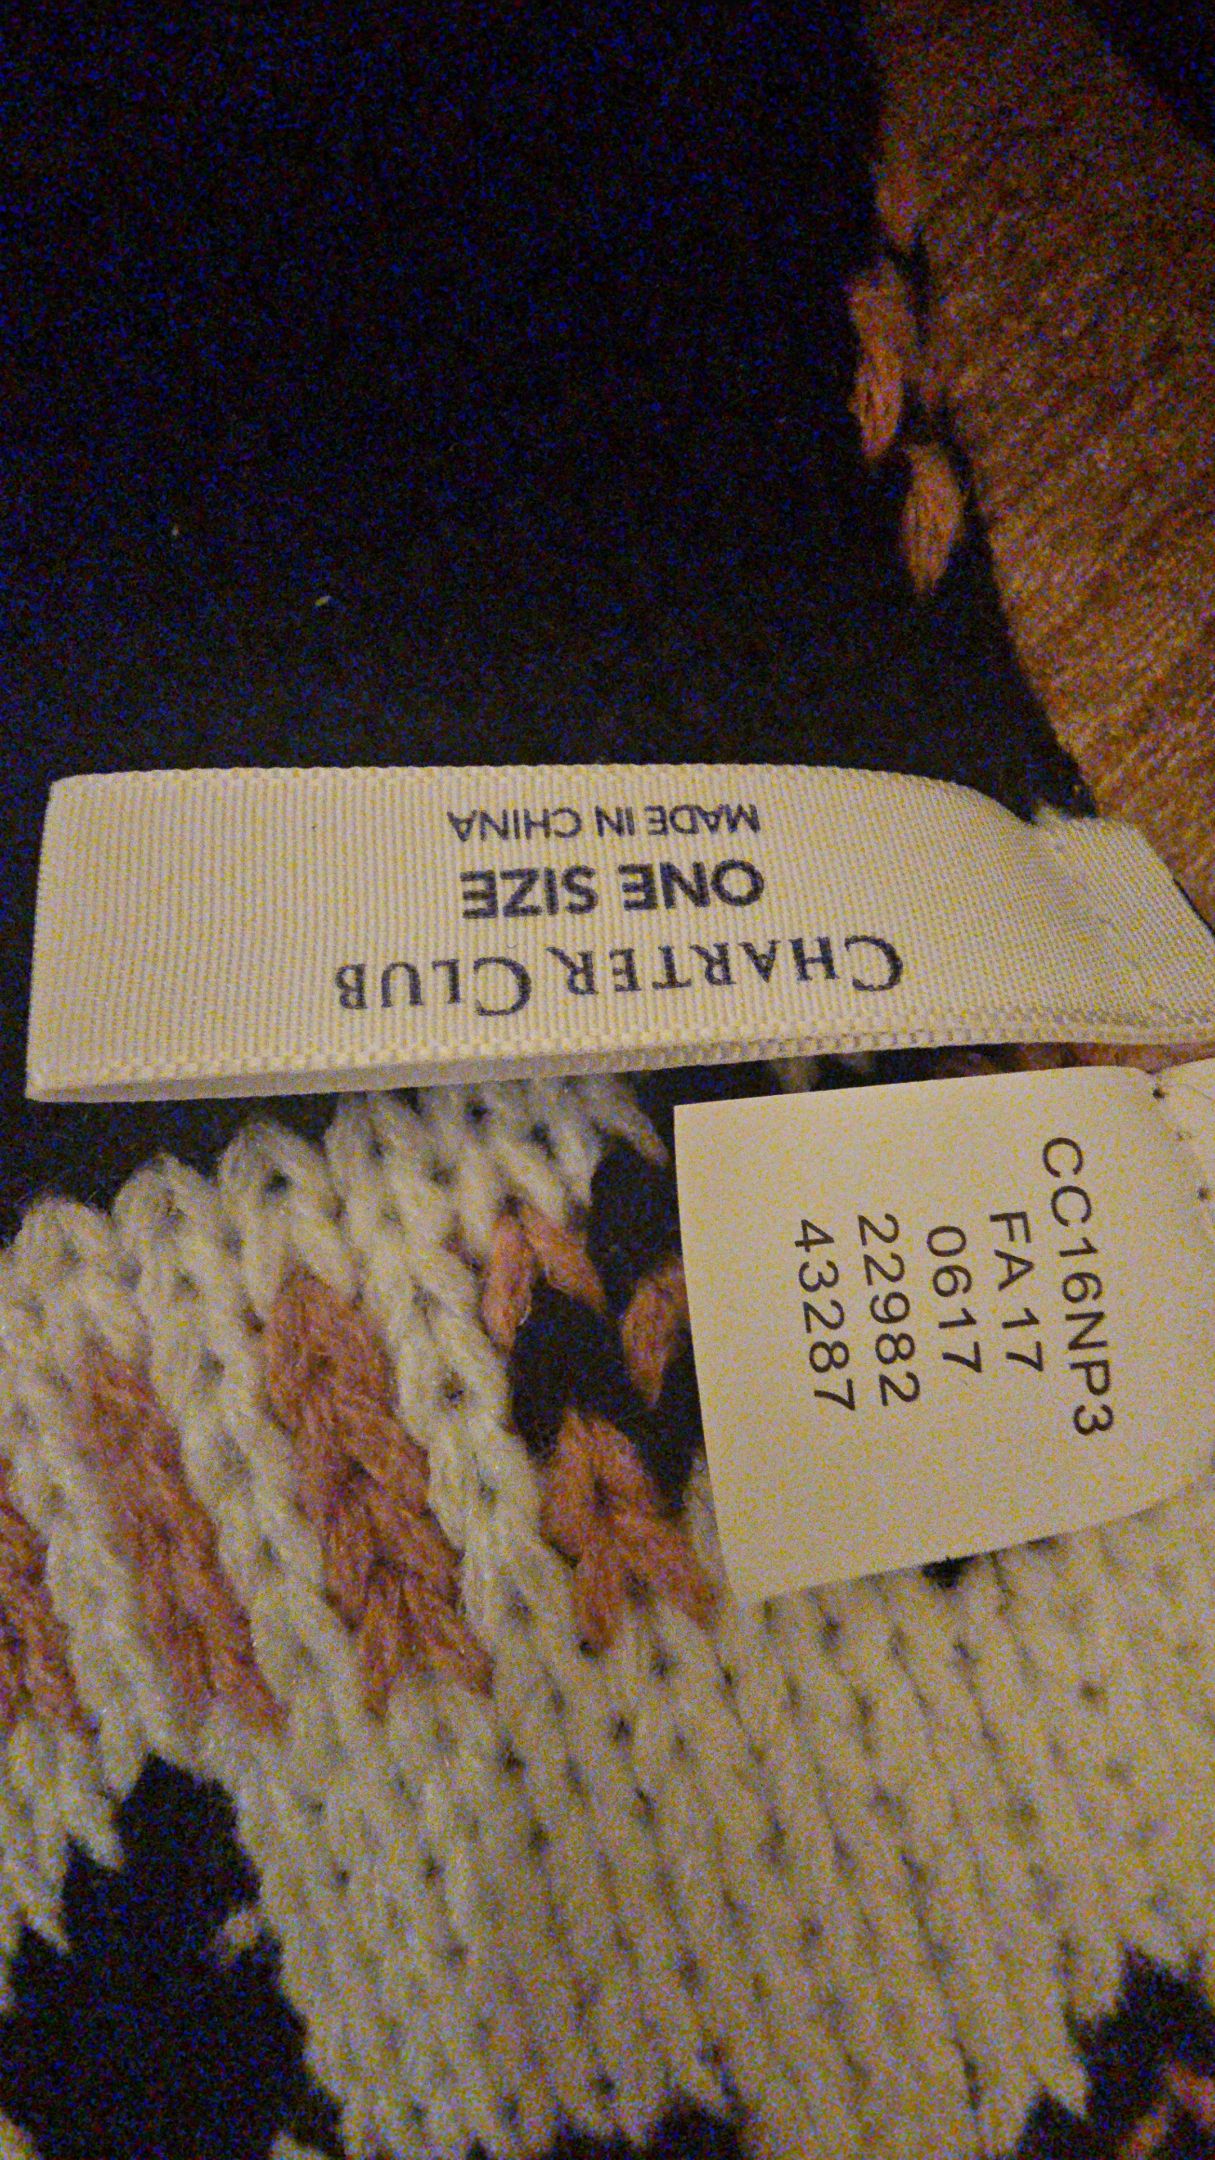 CHARTER CLUB
ONE SIZE
MADE IN CHINA
CC16NP3
FA 17
0617
22982
43287